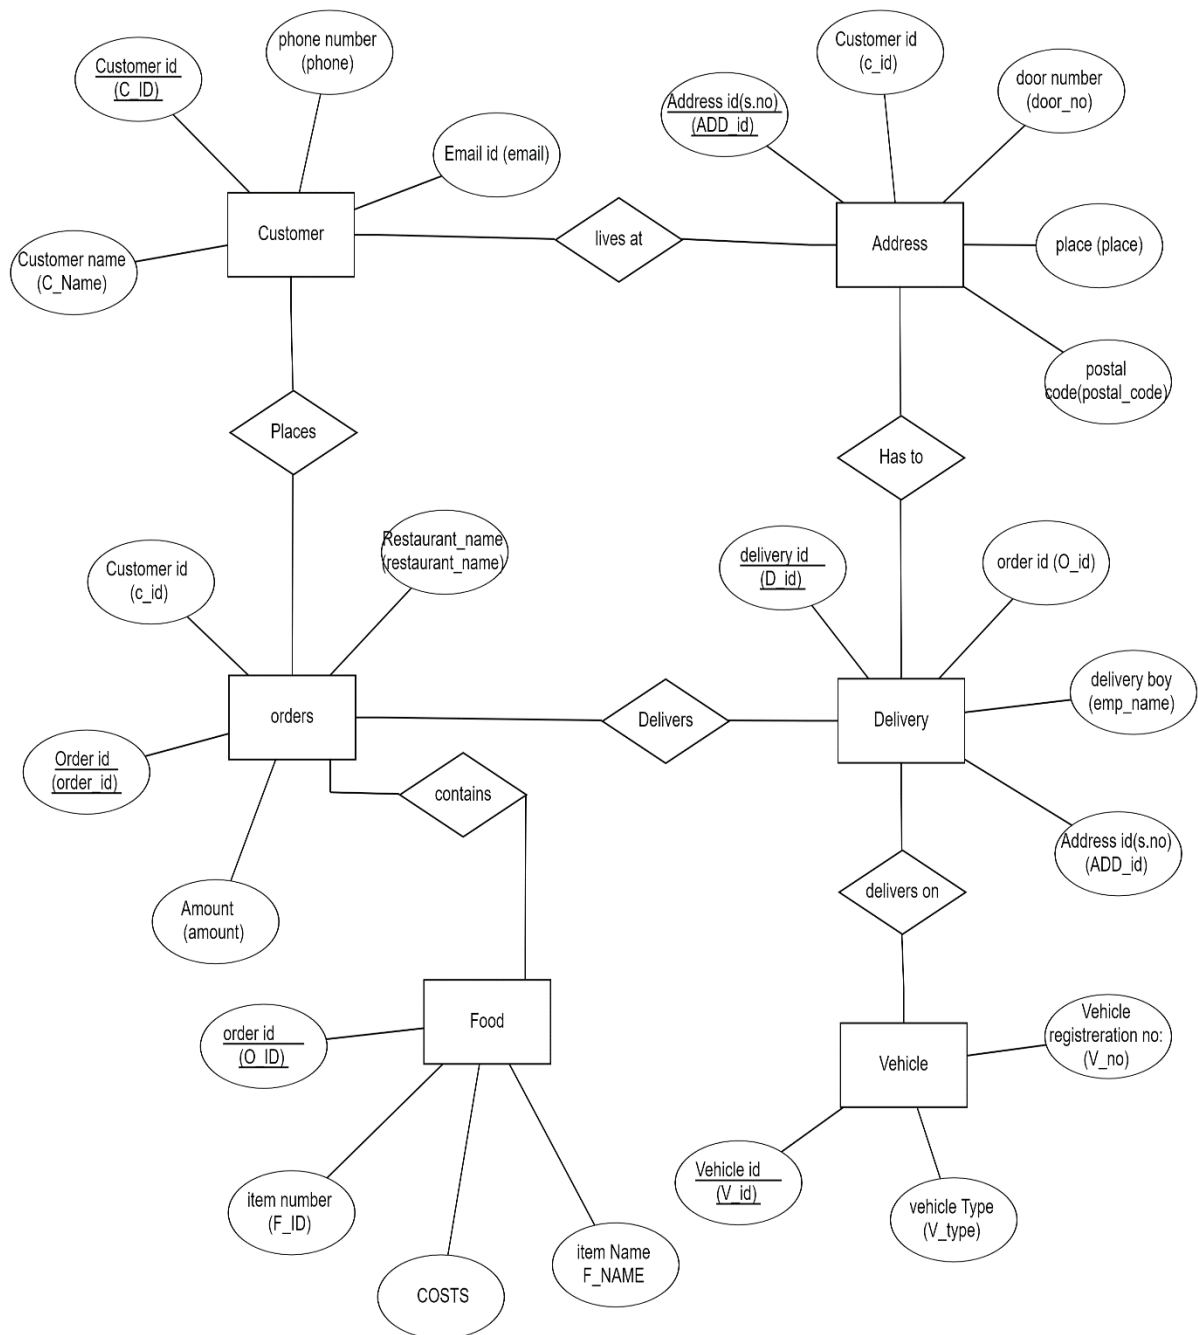 phone number
(phone)
Customer id
(C_ID)
Email id (email)
Customer
Customer name
(C_Name)
lives at
Customer id
(c_id)
Address id(s.no)
(ADD_id)
door number
(door_no)
Address
place (place)
postal
code(postal_code)
Places
Has to
Restaurant_name
(restaurant_name)
Customer id
(c_id)
orders
Order id
(order_id)
Amount
(amount)
Delivers
contains
delivery id
(D_id)
order id (O_id)
delivery boy
(emp_name)
Delivery
Address id(s.no)
(ADD_id)
delivers on
Food
order id
(O_ID)
item number
(F_ID)
COSTS
item Name
F_NAME
Vehicle
registreration no:
(V_no)
Vehicle
Vehicle id
(V_id)
vehicle Type
(V_type)